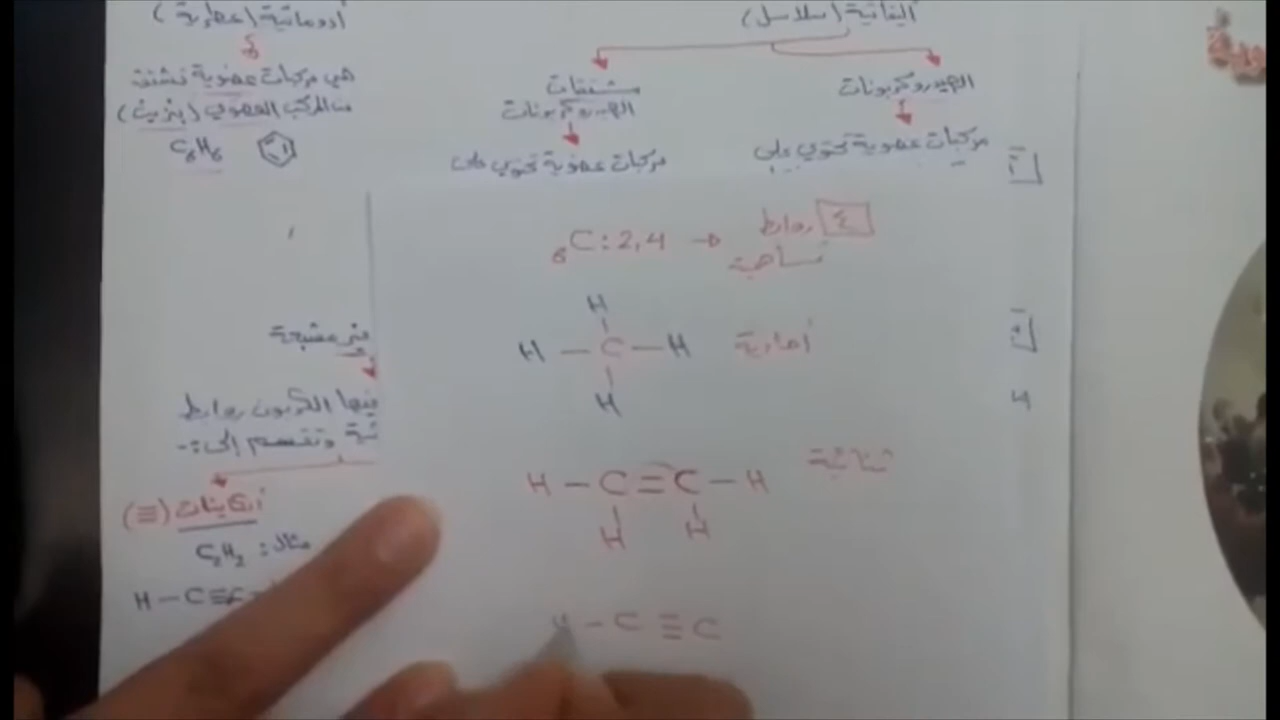 أليفاتية (سلاسل)
أروماتية (عطرية)
الهيدروكربونات
مشتقات
الهيدروكربونات
هي مركبات عضوية تشتق
من المركب العضوي (بنزين)
C₆H₆
مركبات عضوية تحتوي على
مركبات عضوية تحتوي على
₆C : 2,4 → ٤ روابط
تساهمية
H
H – C – H أحادية
H
غير مشبعة
الكربون روابط
وتنقسم إلى :-
H – C = C – H ثنائية
H H
ألكاينات (≡)
مثال : C₂H₂
H – C ≡ C –
– C ≡ C